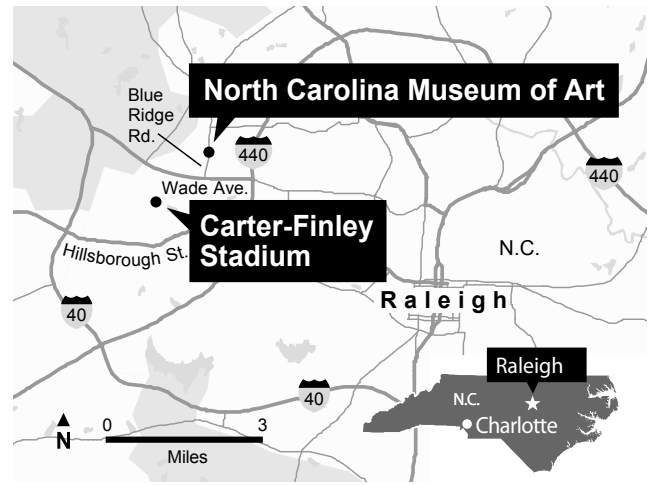 North Carolina Museum of Art
Blue
Ridge
Rd.
440
440
Wade Ave.
Carter-Finley
Stadium
Hillsborough St.
N.C.
Raleigh
40
40
Raleigh
N.C.
Charlotte
N
0 3
Miles